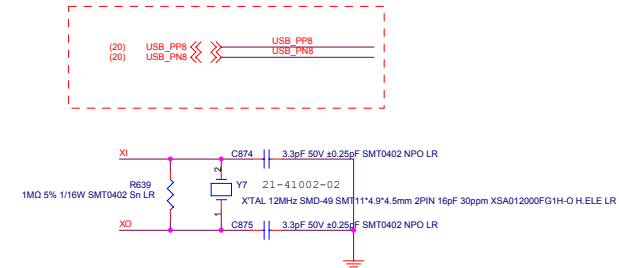 (20) USB_PP8 USB_PP8
(20) USB_PN8 USB_PN8
XI C874 3.3pF 50V ±0.25pF SMT0402 NPO LR
2
R639 Y7 21-41002-02
1MΩ 5% 1/16W SMT0402 Sn LR X'TAL 12MHz SMD-49 SMT11*4.9*4.5mm 2PIN 16pF 30ppm XSA012000FG1H-O H.ELE LR
1
XO C875 3.3pF 50V ±0.25pF SMT0402 NPO LR